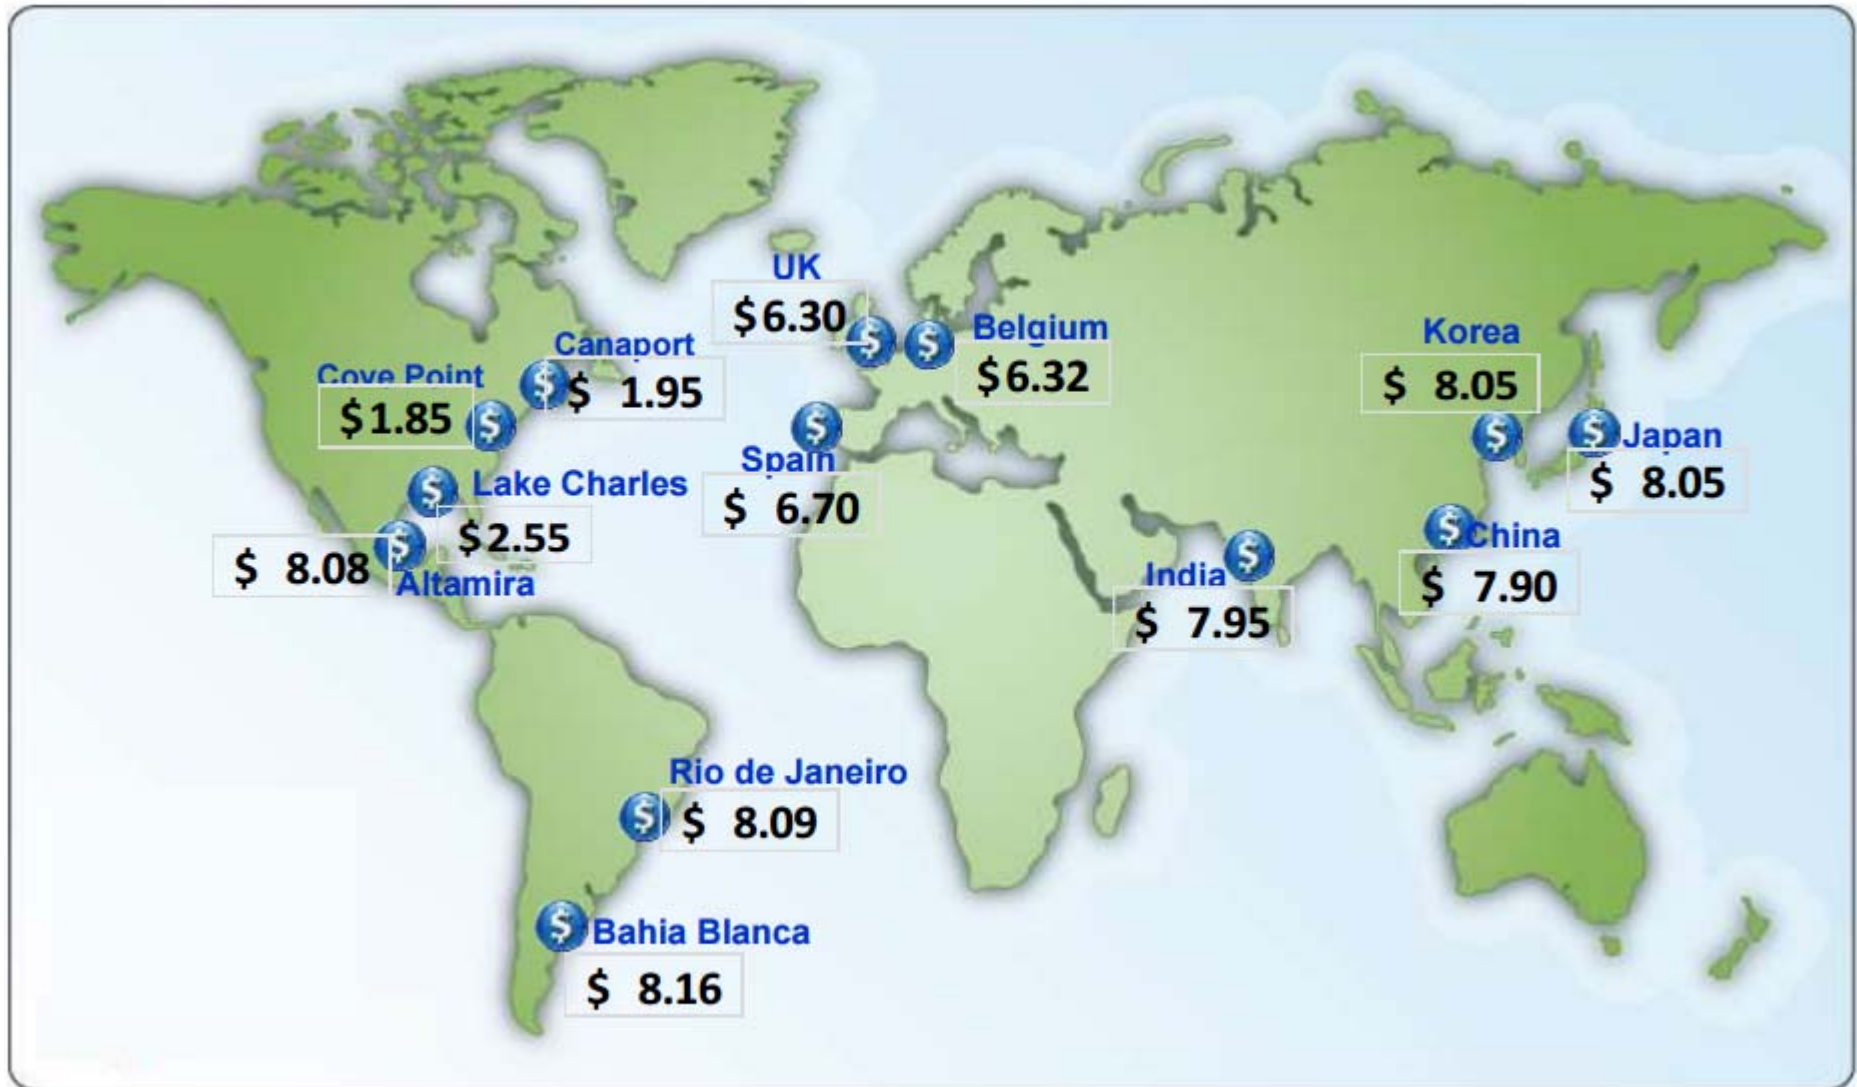 UK
$6.30
Belgium
$6.32
Canaport
$ 1.95
Cove Point
$1.85
Korea
$ 8.05
Japan
$ 8.05
Spain
$ 6.70
Lake Charles
$2.55
$ 8.08
Altamira
China
$ 7.90
India
$ 7.95
Rio de Janeiro
$ 8.09
Bahia Blanca
$ 8.16